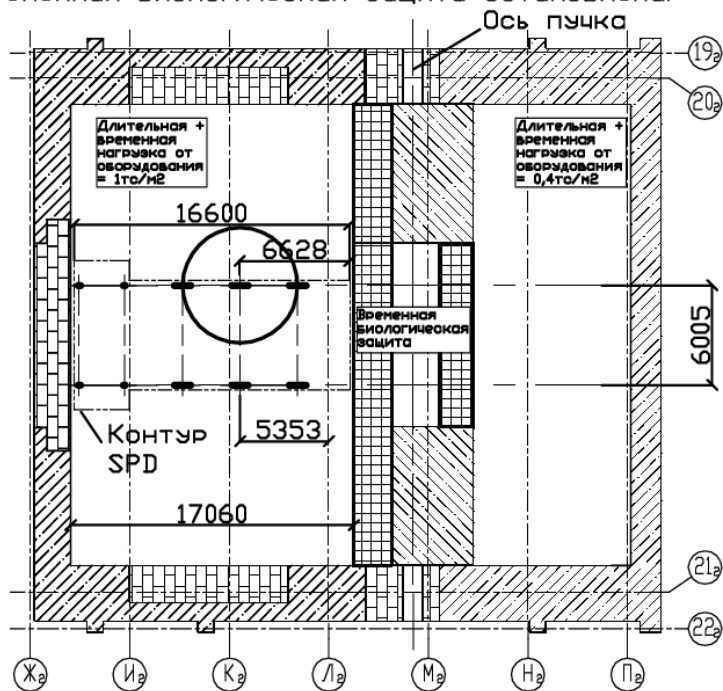 Ось пучка
19₂
20₂
Длительная +
временная
нагрузка от
оборудования
= 1тс/м2
Длительная +
временная
нагрузка от
оборудования
= 0,4тс/м2
16600
6628
Временная
биологическая
защита
6005
Контур
SPD
5353
17060
21₂
22₂
Ж₂
И₂
К₂
Л₂
М₂
Н₂
П₂